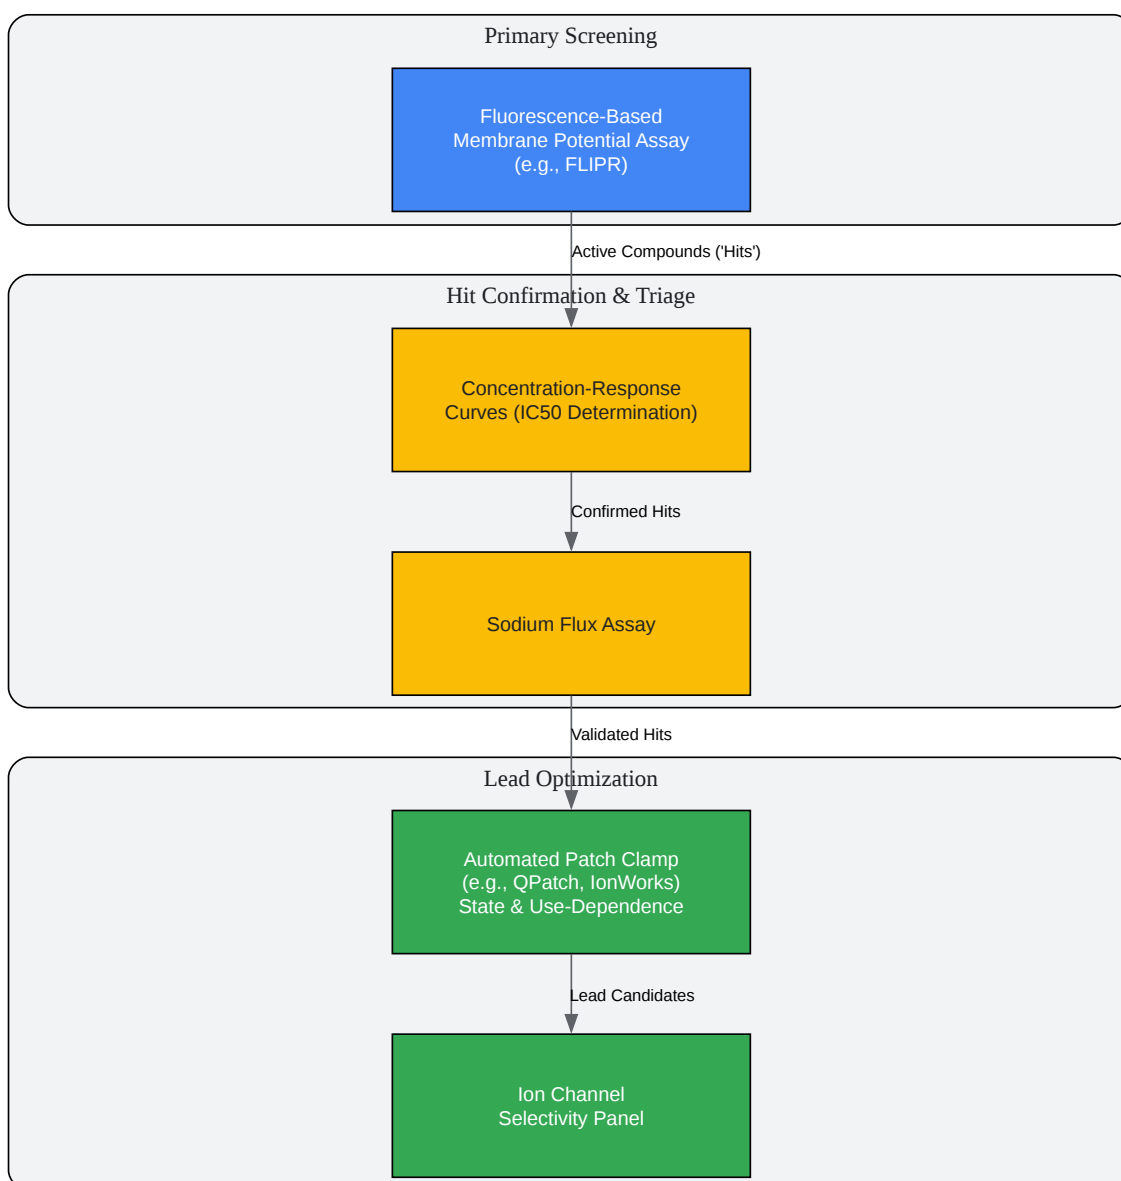 Primary Screening
Fluorescence-Based
Membrane Potential Assay
(e.g., FLIPR)
Active Compounds ('Hits')
Hit Confirmation & Triage
Concentration-Response
Curves (IC50 Determination)
Confirmed Hits
Sodium Flux Assay
Validated Hits
Lead Optimization
Automated Patch Clamp
(e.g., QPatch, IonWorks)
State & Use-Dependence
Lead Candidates
Ion Channel
Selectivity Panel